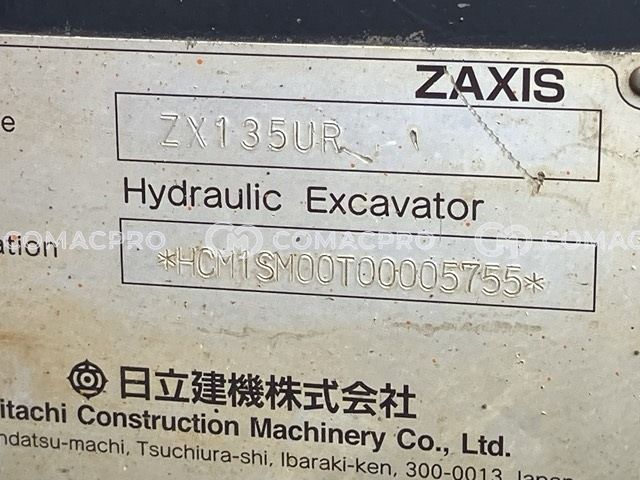 ZAXIS
e
ZX135UR
Hydraulic Excavator
ation
*HCM1SM00T00005755*
COMACPRO COMACPRO COMACPRO
日立建機株式会社
itachi Construction Machinery Co., Ltd.
ndatsu-machi, Tsuchiura-shi, Ibaraki-ken, 300-0013 Japan